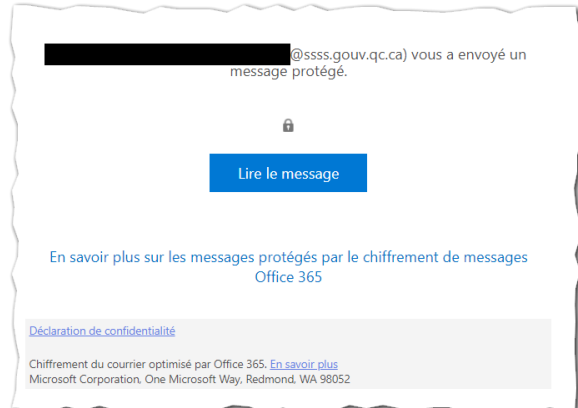 @ssss.gouv.qc.ca) vous a envoyé un
message protégé.
Lire le message
En savoir plus sur les messages protégés par le chiffrement de messages
Office 365
Déclaration de confidentialité
Chiffrement du courrier optimisé par Office 365. En savoir plus
Microsoft Corporation, One Microsoft Way, Redmond, WA 98052